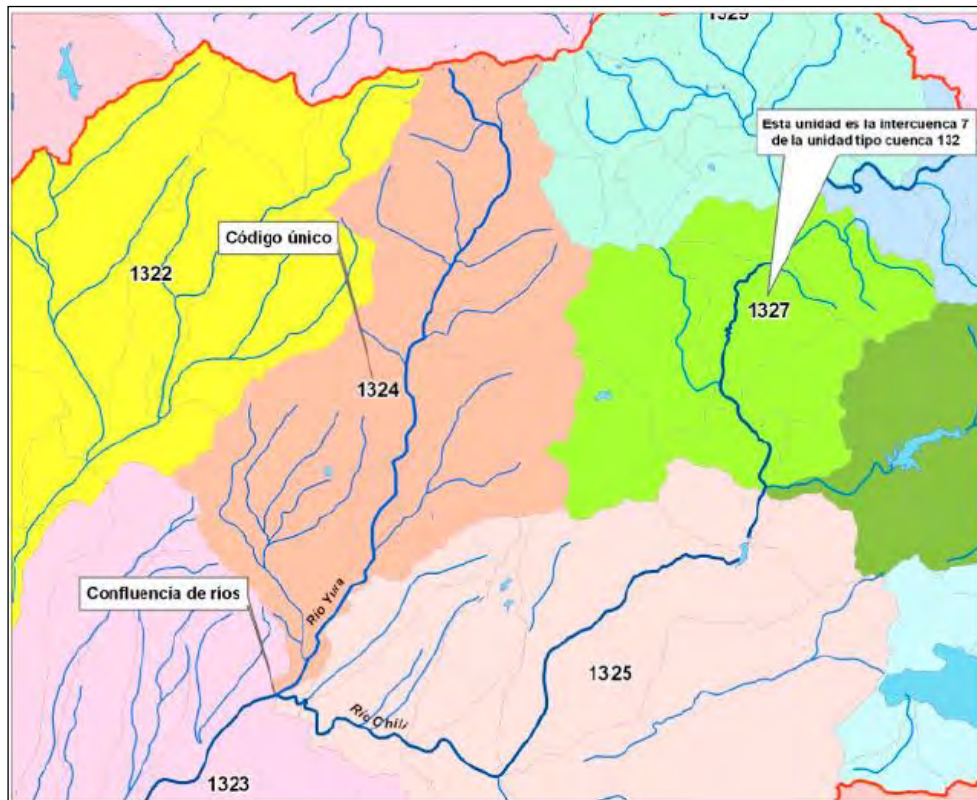 1329
Esta unidad es la intercuenca 7
de la unidad tipo cuenca 132
Código único
1322
1327
1324
Confluencia de ríos
Río Yura
1325
Río Chili
1323